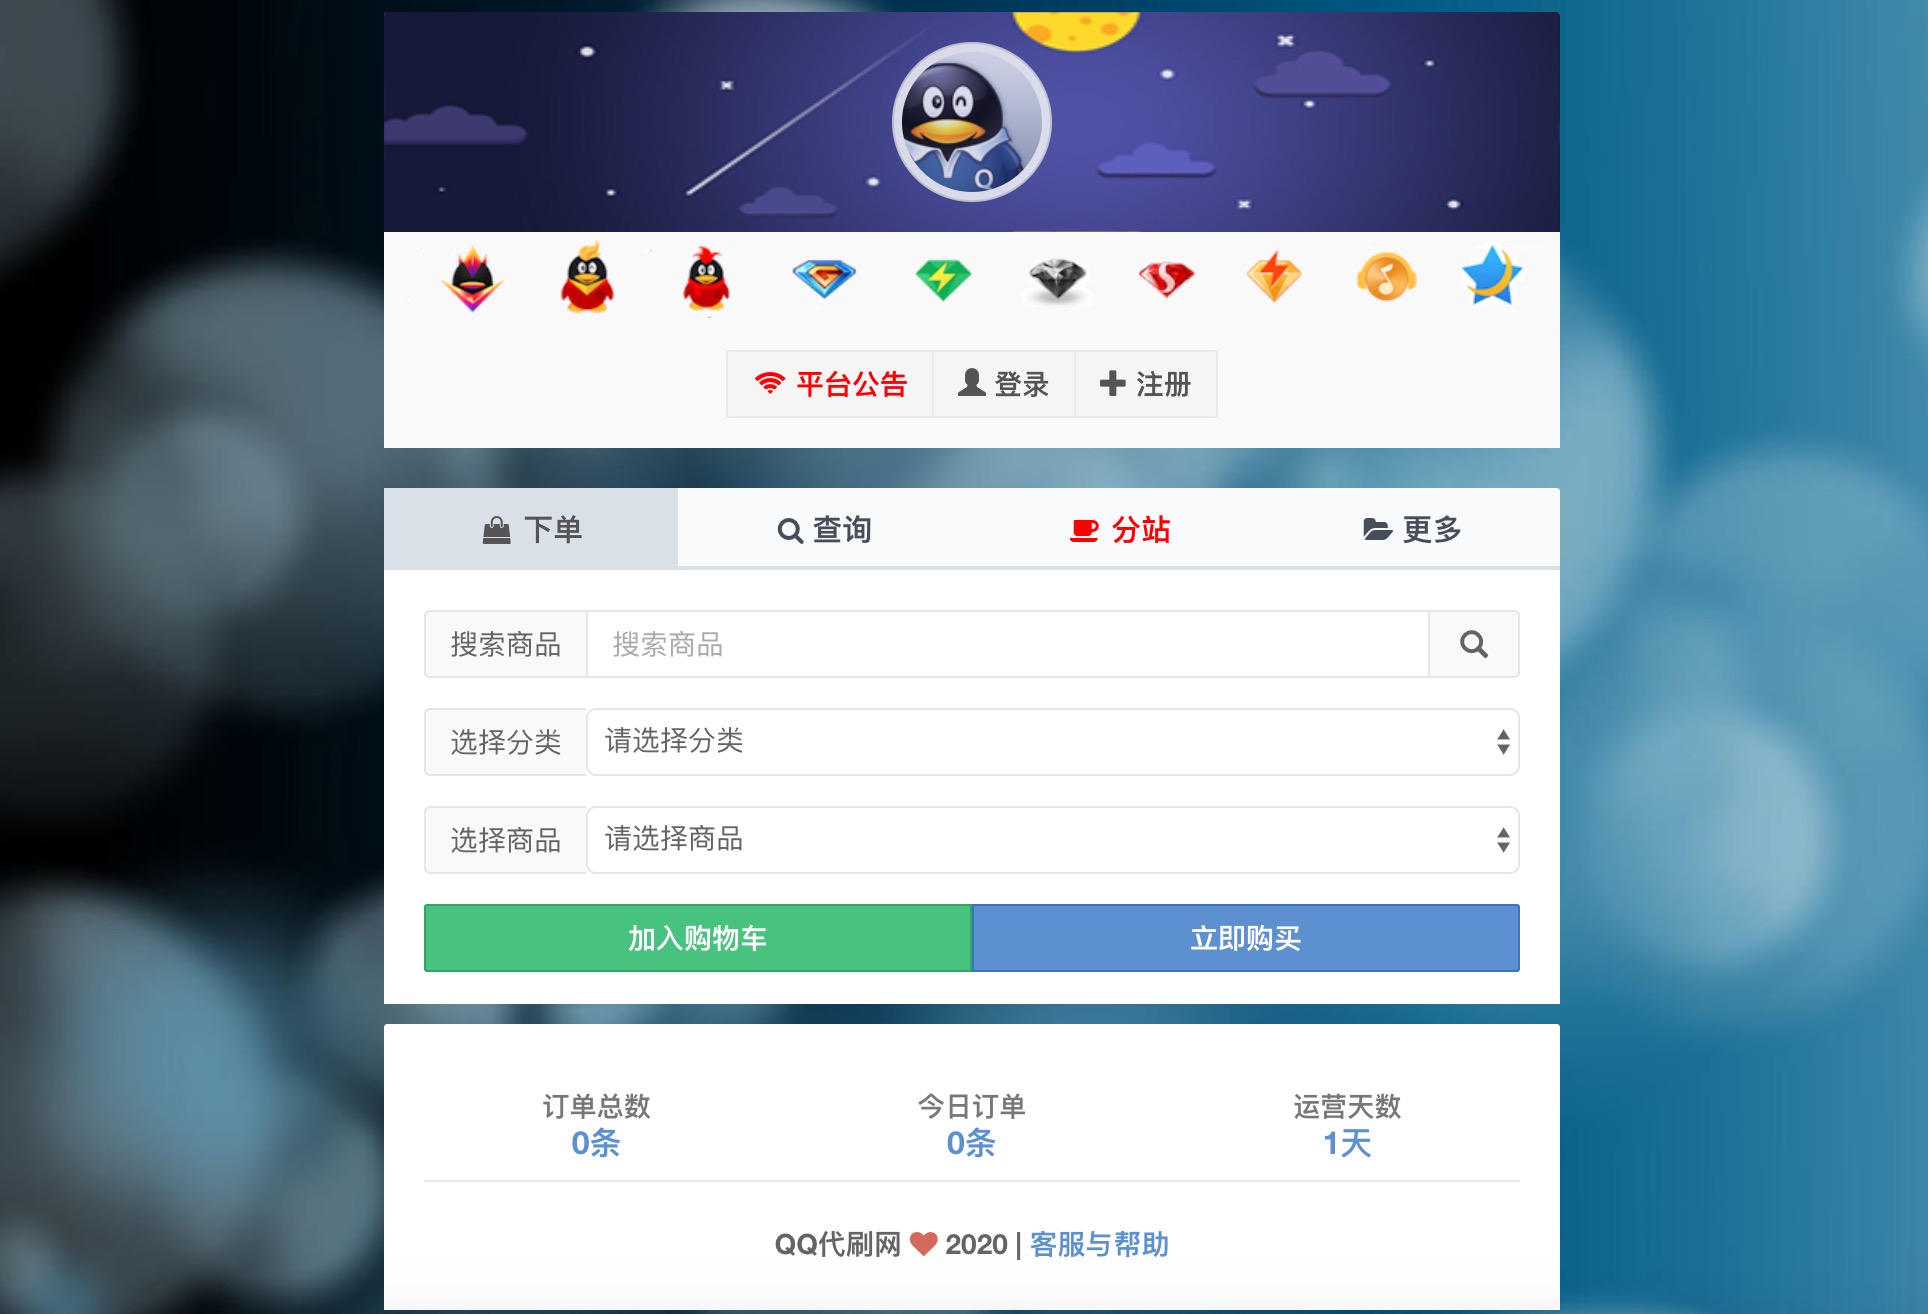 平台公告 登录 注册
下单 查询 分站 更多
搜索商品 搜索商品
选择分类 请选择分类
选择商品 请选择商品
加入购物车 立即购买
订单总数 今日订单 运营天数
0条 0条 1天
QQ代刷网 ❤ 2020 | 客服与帮助